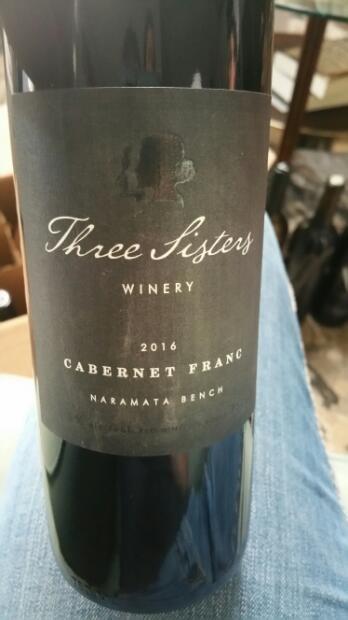 Three Sisters
WINERY
2016
CABERNET FRANC
NARAMATA BENCH